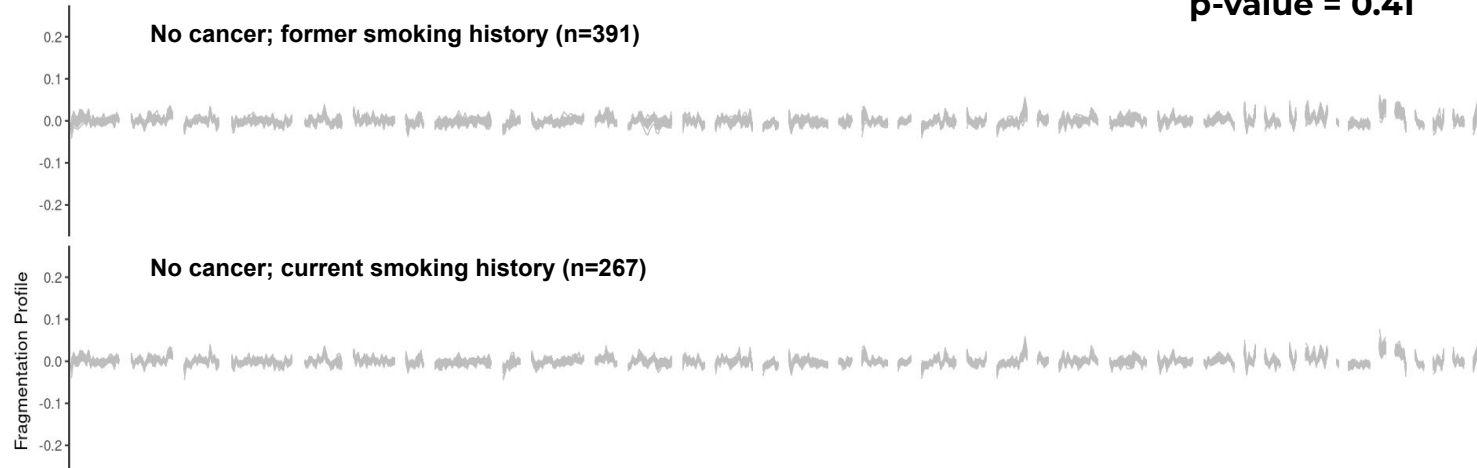 p-value = 0.41
No cancer; former smoking history (n=391)
0.2
0.1
0.0
-0.1
-0.2
No cancer; current smoking history (n=267)
Fragmentation Profile
0.2
0.1
0.0
-0.1
-0.2